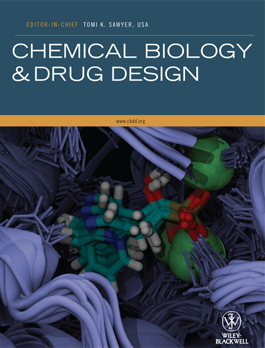 EDITOR-IN-CHIEF TOMI K. SAWYER, USA
CHEMICAL BIOLOGY
& DRUG DESIGN
www.cbdd.org
WILEY-
BLACKWELL